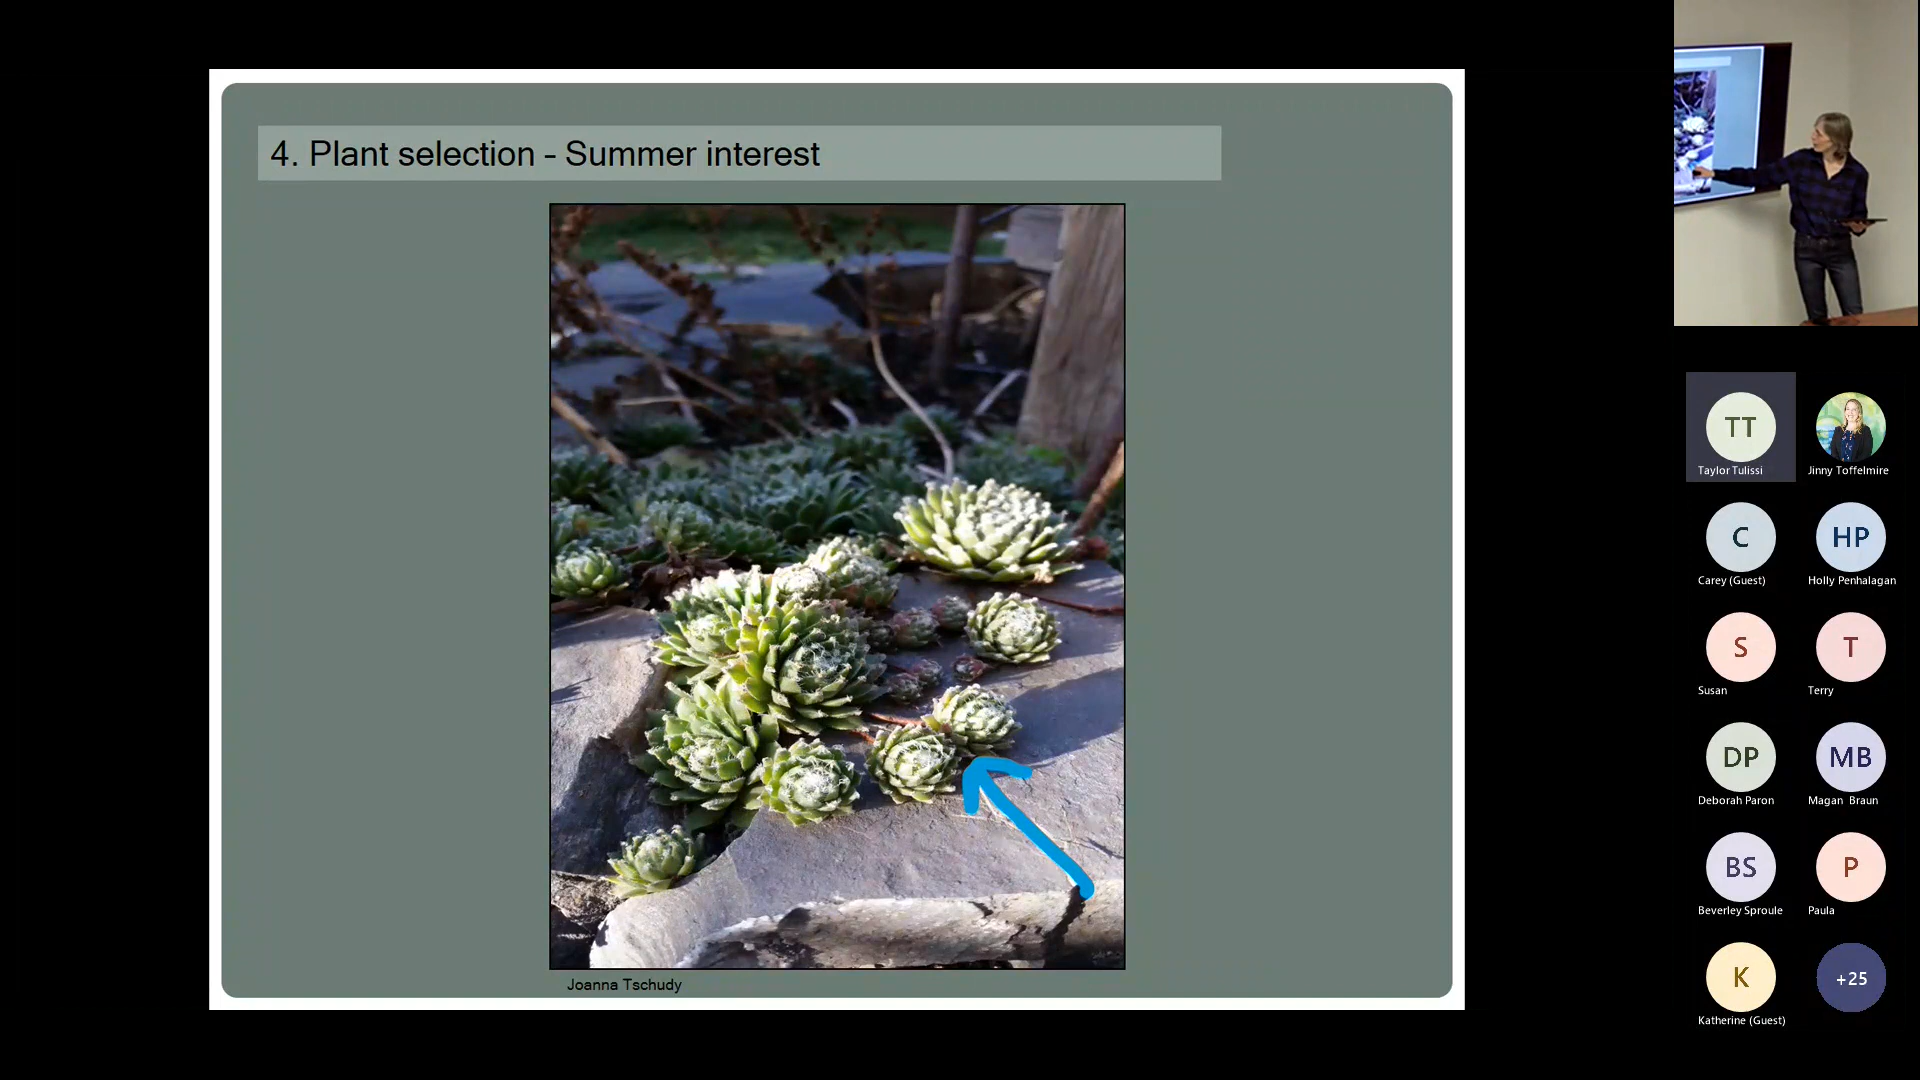 4. Plant selection - Summer interest
Joanna Tschudy
TT
Taylor Tulissi
Jinny Toffelmire
C
Carey (Guest)
HP
Holly Penhalagan
S
Susan
T
Terry
DP
Deborah Paron
MB
Magan Braun
BS
Beverley Sproule
P
Paula
K
Katherine (Guest)
+25